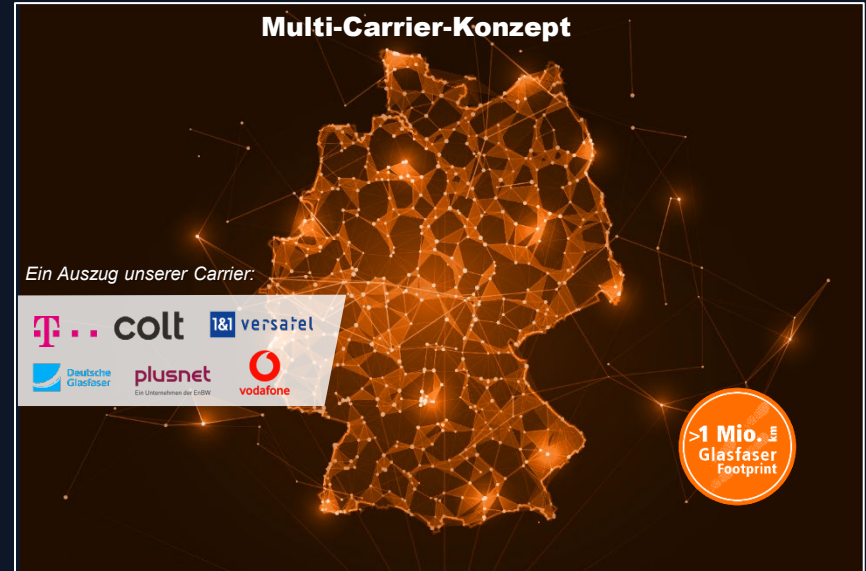 Multi-Carrier-Konzept
Ein Auszug unserer Carrier:
T
colt
1&1 versatel
Deutsche
Glasfaser
plusnet
Ein Unternehmen der EnBW
vodafone
>1 Mio. km
Glasfaser
Footprint